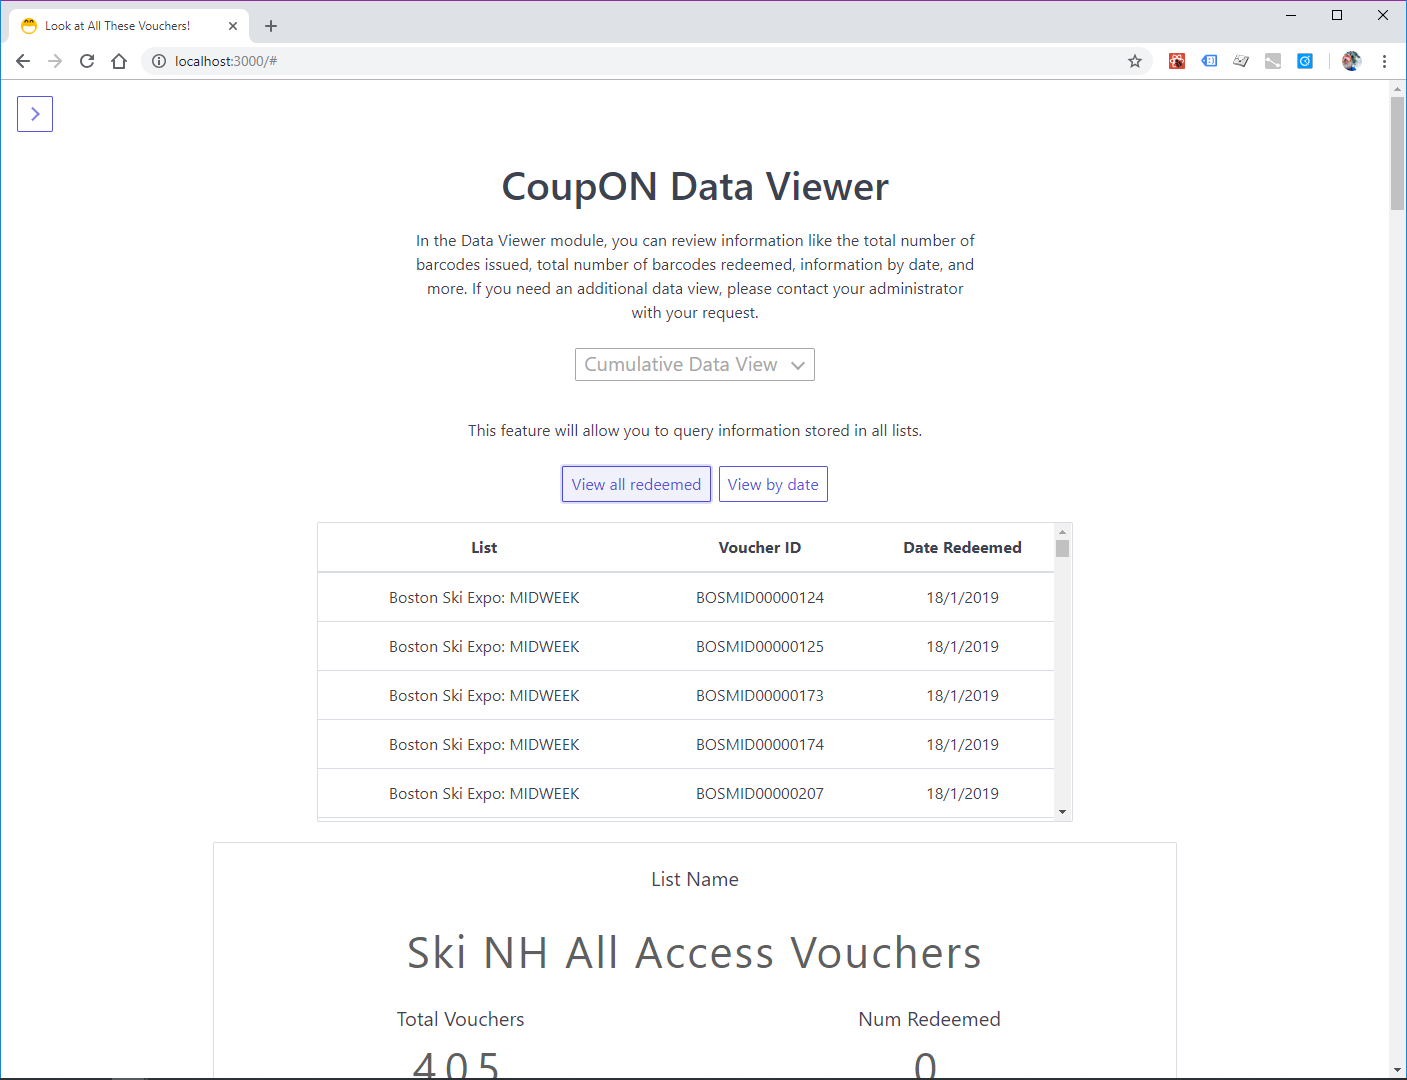 Look at All These Vouchers!
localhost:3000/#
CoupON Data Viewer
In the Data Viewer module, you can review information like the total number of
barcodes issued, total number of barcodes redeemed, information by date, and
more. If you need an additional data view, please contact your administrator
with your request.
Cumulative Data View
This feature will allow you to query information stored in all lists.
View all redeemed View by date
List Voucher ID Date Redeemed
Boston Ski Expo: MIDWEEK BOSMID00000124 18/1/2019
Boston Ski Expo: MIDWEEK BOSMID00000125 18/1/2019
Boston Ski Expo: MIDWEEK BOSMID00000173 18/1/2019
Boston Ski Expo: MIDWEEK BOSMID00000174 18/1/2019
Boston Ski Expo: MIDWEEK BOSMID00000207 18/1/2019
List Name
Ski NH All Access Vouchers
Total Vouchers Num Redeemed
405 0